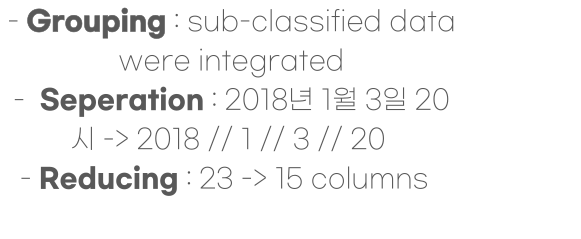 - Grouping : sub-classified data
were integrated
- Seperation : 2018년 1월 3일 20
시 -> 2018 // 1 // 3 // 20
- Reducing : 23 -> 15 columns